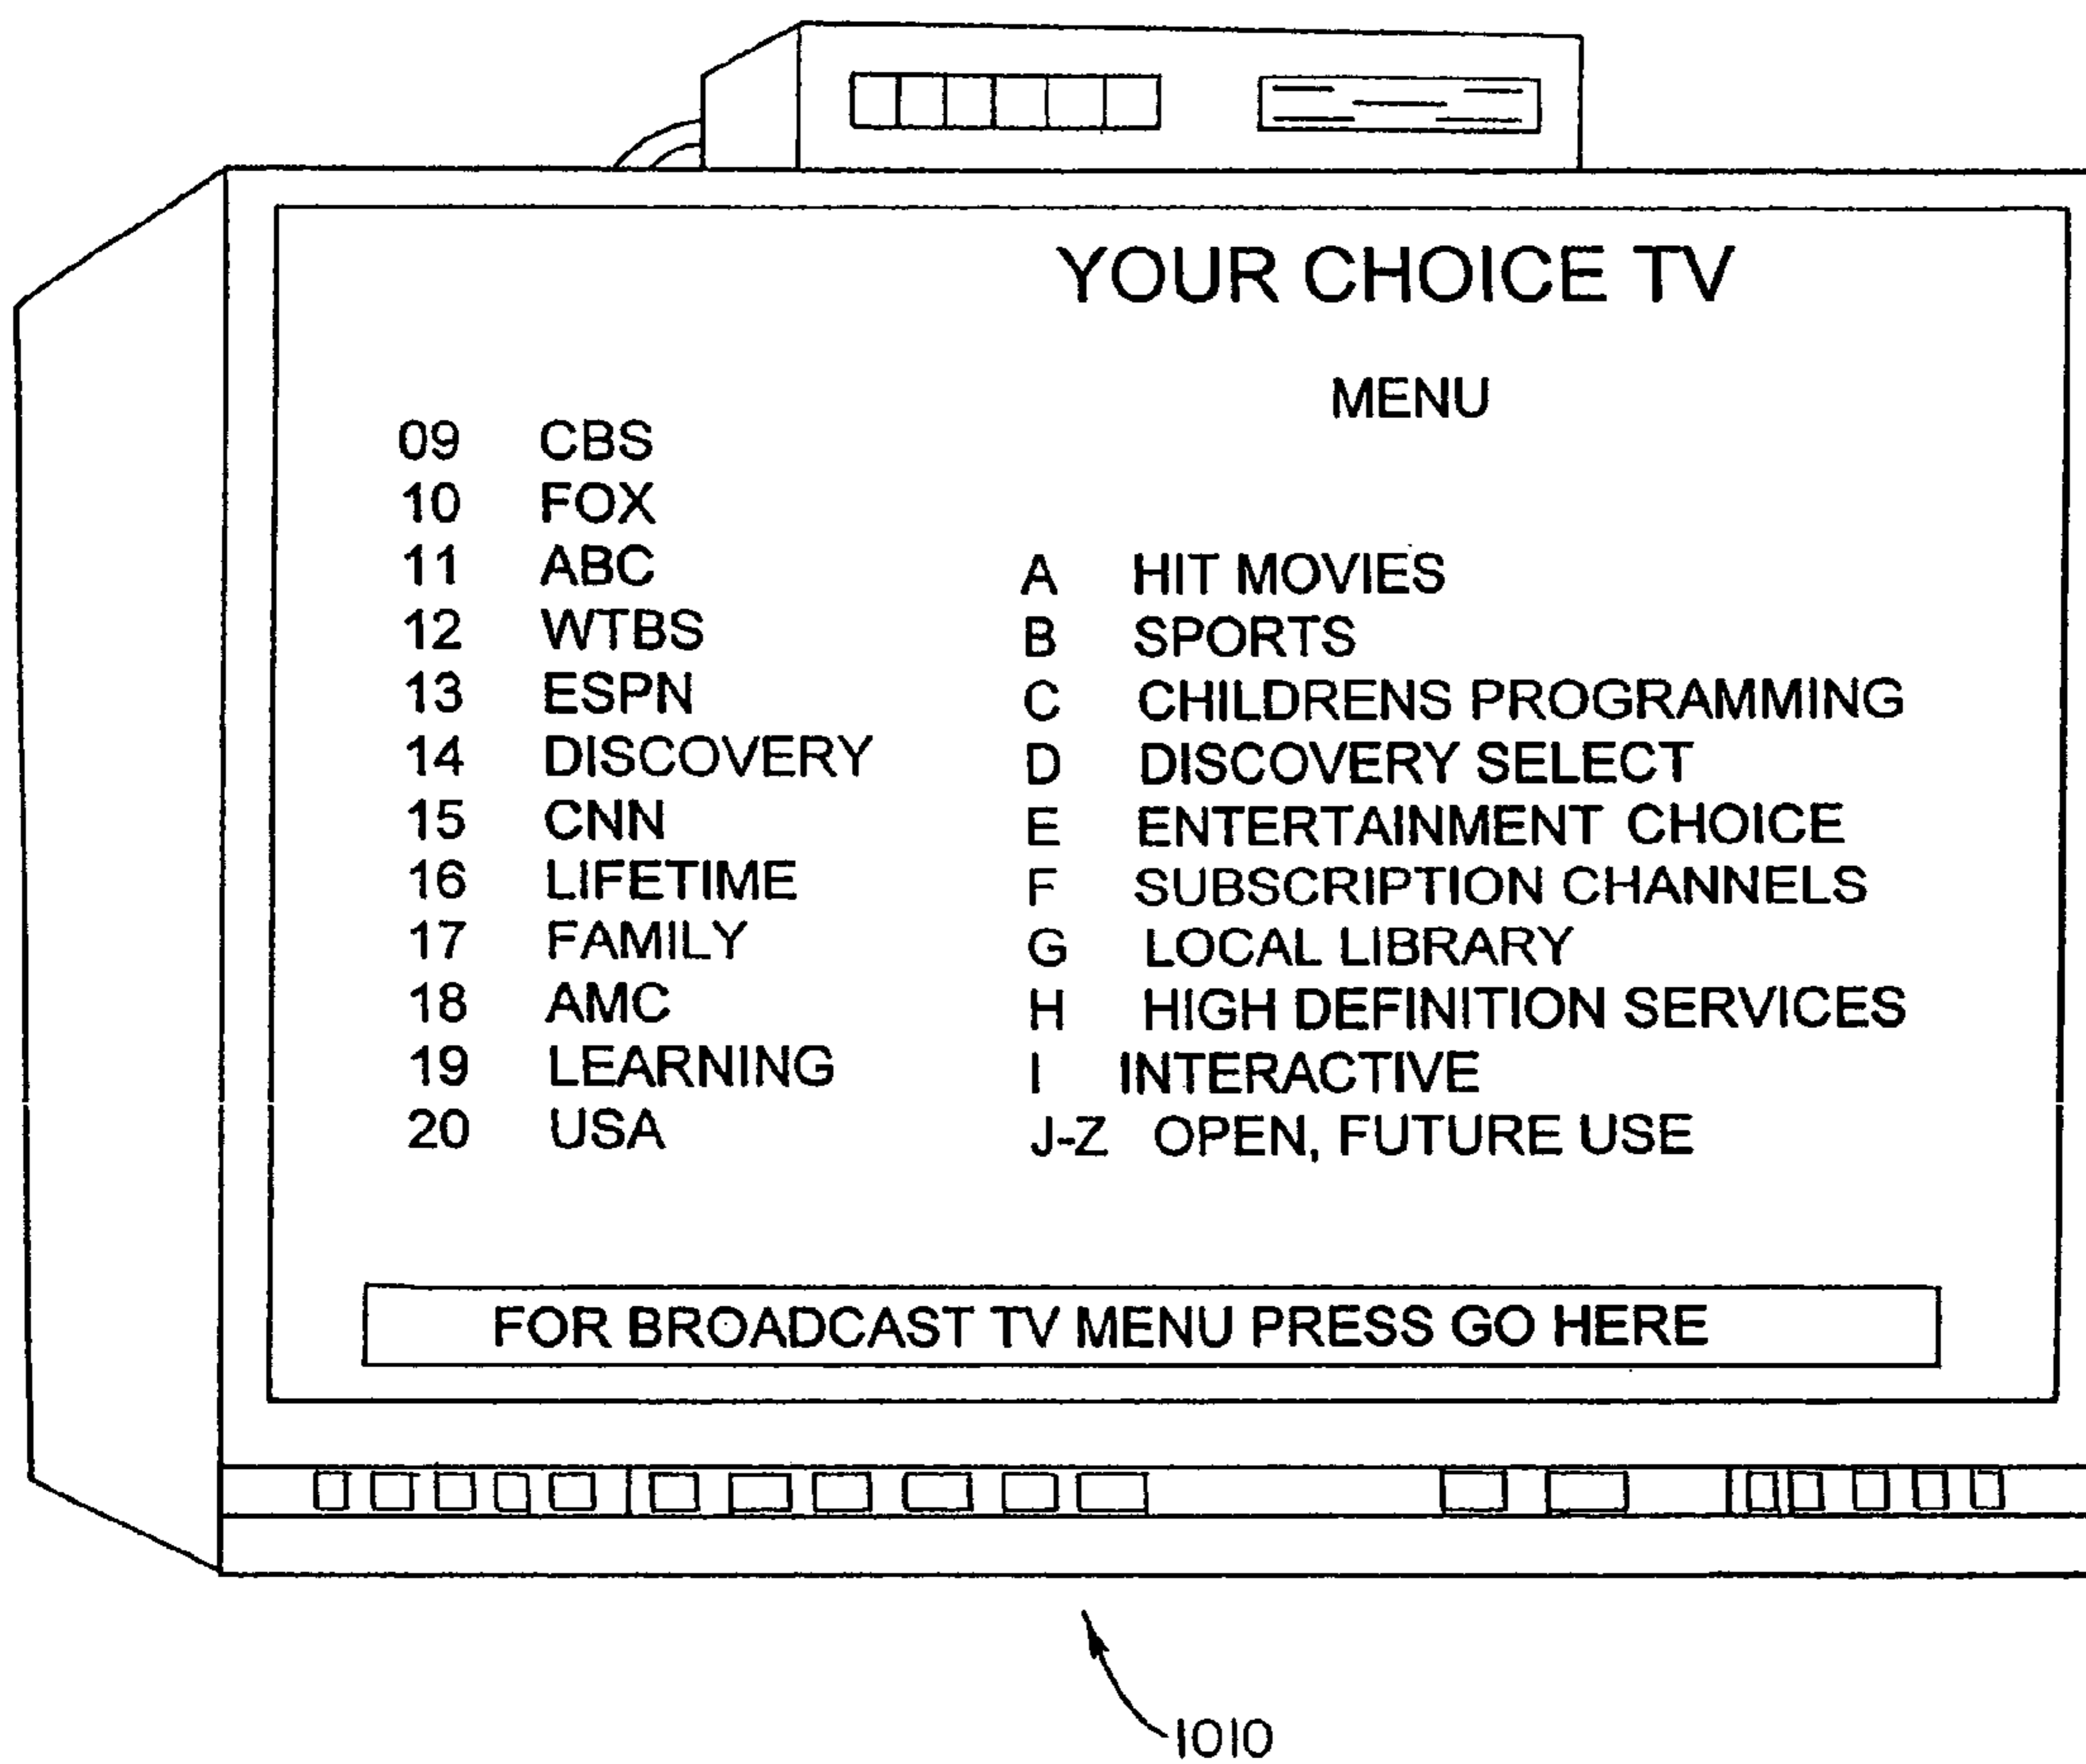 YOUR CHOICE TV
MENU
09 CBS
10 FOX
11 ABC
12 WTBS
13 ESPN
14 DISCOVERY
15 CNN
16 LIFETIME
17 FAMILY
18 AMC
19 LEARNING
20 USA
A HIT MOVIES
B SPORTS
C CHILDRENS PROGRAMMING
D DISCOVERY SELECT
E ENTERTAINMENT CHOICE
F SUBSCRIPTION CHANNELS
G LOCAL LIBRARY
H HIGH DEFINITION SERVICES
I INTERACTIVE
J-Z OPEN, FUTURE USE
FOR BROADCAST TV MENU PRESS GO HERE
1010